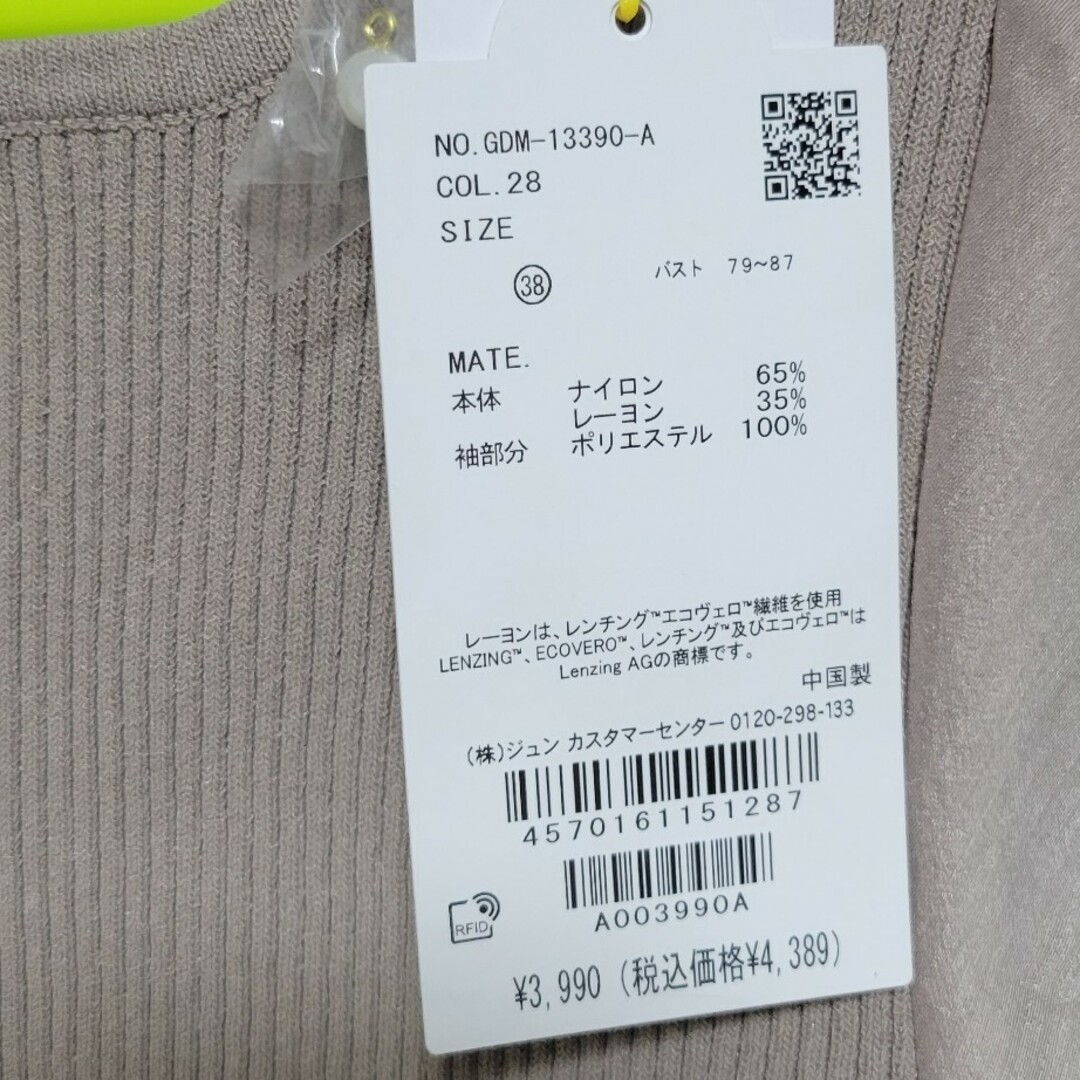 NO.GDM-13390-A
COL.28
SIZE
38
バスト 79~87
MATE.
本体 ナイロン 65%
レーヨン 35%
袖部分 ポリエステル 100%
レーヨンは、レンチング™エコヴェロ™繊維を使用
LENZING™、ECOVERO™、レンチング™及びエコヴェロ™は
Lenzing AGの商標です。
中国製
(株)ジュン カスタマーセンター 0120-298-133
4570161151287
A003990A
RFID
¥3,990 (税込価格¥4,389)